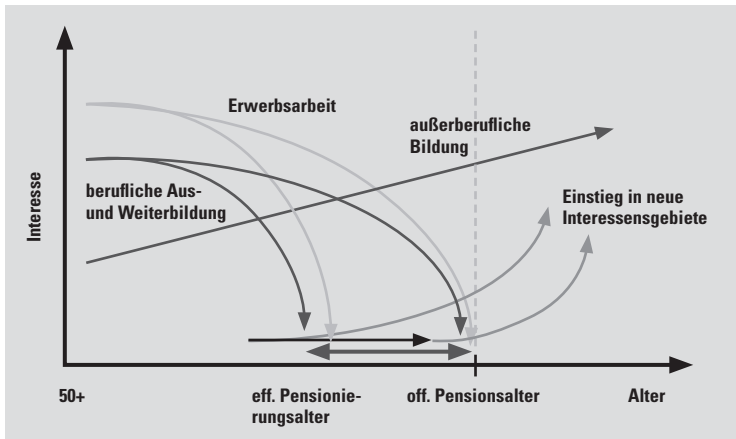 Erwerbsarbeit
außerberufliche
Bildung
berufliche Aus-
und Weiterbildung
Einstieg in neue
Interessensgebiete
Interesse
50+
eff. Pensionie-
rungsalter
off. Pensionsalter
Alter